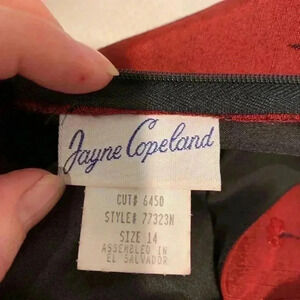 Jayne Copeland
CUT# 6450
STYLE# 77323N
SIZE 14
ASSEMBLED IN
EL SALVADOR